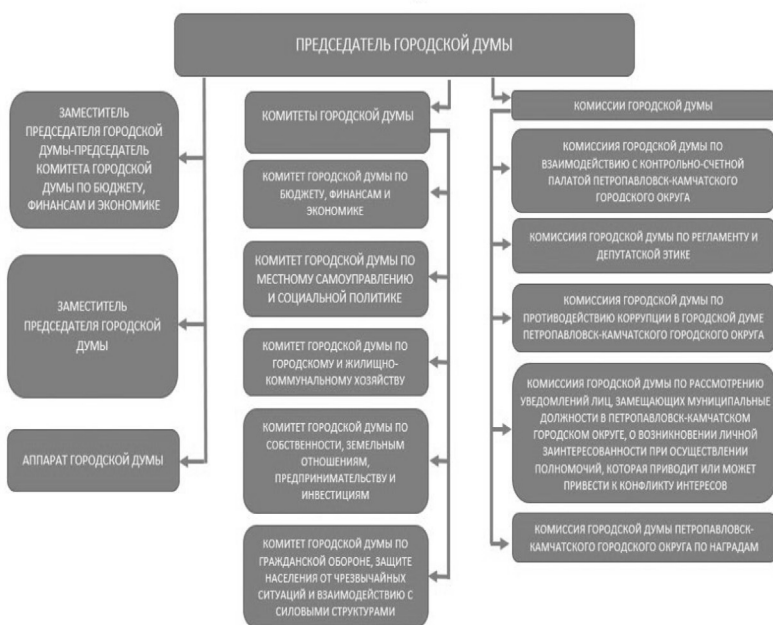 ПРЕДСЕДАТЕЛЬ ГОРОДСКОЙ ДУМЫ
ЗАМЕСТИТЕЛЬ
ПРЕДСЕДАТЕЛЯ ГОРОДСКОЙ
ДУМЫ-ПРЕДСЕДАТЕЛЬ
КОМИТЕТА ГОРОДСКОЙ
ДУМЫ ПО БЮДЖЕТУ,
ФИНАНСАМ И ЭКОНОМИКЕ
ЗАМЕСТИТЕЛЬ
ПРЕДСЕДАТЕЛЯ ГОРОДСКОЙ
ДУМЫ
АППАРАТ ГОРОДСКОЙ ДУМЫ
КОМИТЕТЫ ГОРОДСКОЙ ДУМЫ
КОМИТЕТ ГОРОДСКОЙ ДУМЫ ПО
БЮДЖЕТУ, ФИНАНСАМ И
ЭКОНОМИКЕ
КОМИТЕТ ГОРОДСКОЙ ДУМЫ ПО
МЕСТНОМУ САМОУПРАВЛЕНИЮ
И СОЦИАЛЬНОЙ ПОЛИТИКЕ
КОМИТЕТ ГОРОДСКОЙ ДУМЫ ПО
ГОРОДСКОМУ И ЖИЛИЩНО-
КОММУНАЛЬНОМУ ХОЗЯЙСТВУ
КОМИТЕТ ГОРОДСКОЙ ДУМЫ ПО
СОБСТВЕННОСТИ, ЗЕМЕЛЬНЫМ
ОТНОШЕНИЯМ,
ПРЕДПРИНИМАТЕЛЬСТВУ И
ИНВЕСТИЦИЯМ
КОМИТЕТ ГОРОДСКОЙ ДУМЫ ПО
ГРАЖДАНСКОЙ ОБОРОНЕ, ЗАЩИТЕ
НАСЕЛЕНИЯ ОТ ЧРЕЗВЫЧАЙНЫХ
СИТУАЦИЙ И ВЗАИМОДЕЙСТВИЮ С
СИЛОВЫМИ СТРУКТУРАМИ
КОМИССИИ ГОРОДСКОЙ ДУМЫ
КОМИССИИЯ ГОРОДСКОЙ ДУМЫ ПО
ВЗАИМОДЕЙСТВИЮ С КОНТРОЛЬНО-СЧЕТНОЙ
ПАЛАТОЙ ПЕТРОПАВЛОВСК-КАМЧАТСКОГО
ГОРОДСКОГО ОКРУГА
КОМИССИИЯ ГОРОДСКОЙ ДУМЫ ПО РЕГЛАМЕНТУ И
ДЕПУТАТСКОЙ ЭТИКЕ
КОМИССИИЯ ГОРОДСКОЙ ДУМЫ ПО
ПРОТИВОДЕЙСТВИЮ КОРРУПЦИИ В ГОРОДСКОЙ ДУМЕ
ПЕТРОПАВЛОВСК-КАМЧАТСКОГО ГОРОДСКОГО ОКРУГА
КОМИССИИЯ ГОРОДСКОЙ ДУМЫ ПО РАССМОТРЕНИЮ
УВЕДОМЛЕНИЙ ЛИЦ, ЗАМЕЩАЮЩИХ МУНИЦИПАЛЬНЫЕ
ДОЛЖНОСТИ В ПЕТРОПАВЛОВСК-КАМЧАТСКОМ
ГОРОДСКОМ ОКРУГЕ, О ВОЗНИКНОВЕНИИ ЛИЧНОЙ
ЗАИНТЕРЕСОВАННОСТИ ПРИ ОСУЩЕСТВЛЕНИИ
ПОЛНОМОЧИЙ, КОТОРАЯ ПРИВОДИТ ИЛИ МОЖЕТ
ПРИВЕСТИ К КОНФЛИКТУ ИНТЕРЕСОВ
КОМИССИЯ ГОРОДСКОЙ ДУМЫ ПЕТРОПАВЛОВСК-
КАМЧАТСКОГО ГОРОДСКОГО ОКРУГА ПО НАГРАДАМ